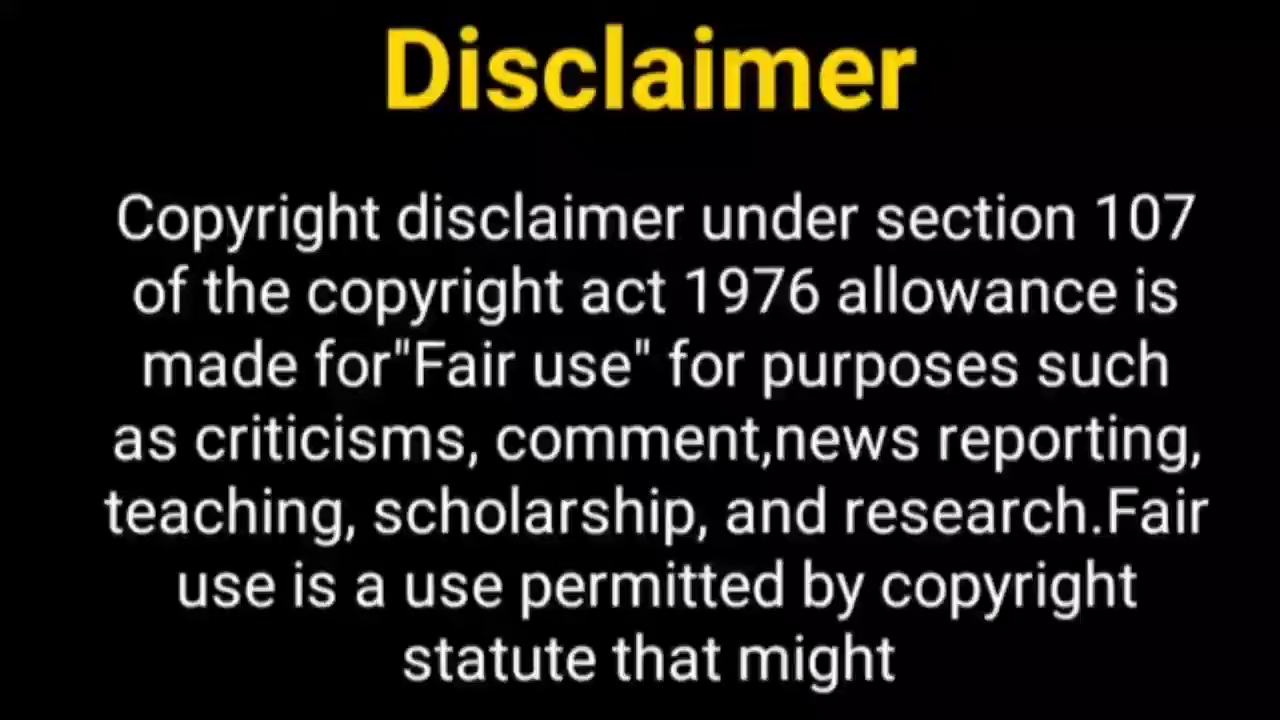 Disclaimer
Copyright disclaimer under section 107
of the copyright act 1976 allowance is
made for"Fair use" for purposes such
as criticisms, comment,news reporting,
teaching, scholarship, and research.Fair
use is a use permitted by copyright
statute that might